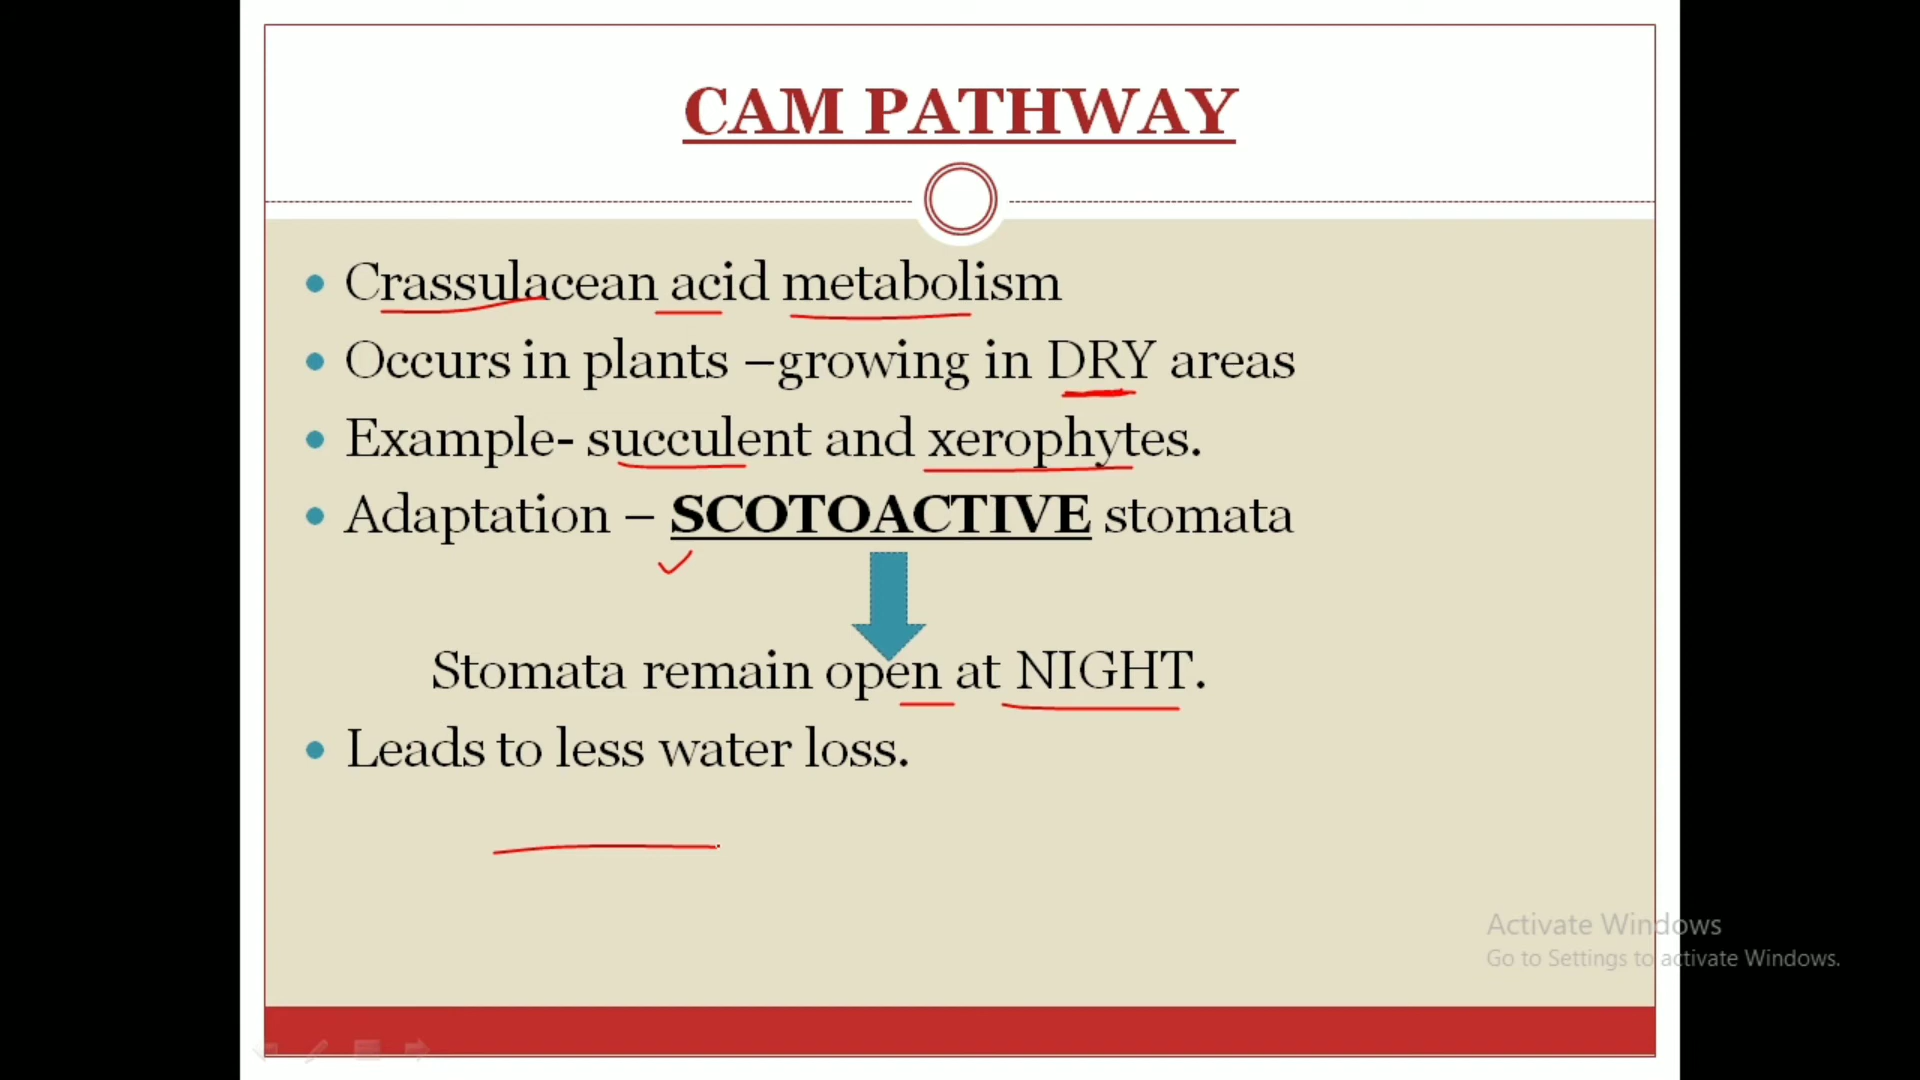 CAM PATHWAY
Crassulacean acid metabolism
Occurs in plants –growing in DRY areas
Example- succulent and xerophytes.
Adaptation – SCOTOACTIVE stomata
Stomata remain open at NIGHT.
Leads to less water loss.
Activate Windows
Go to Settings to activate Windows.